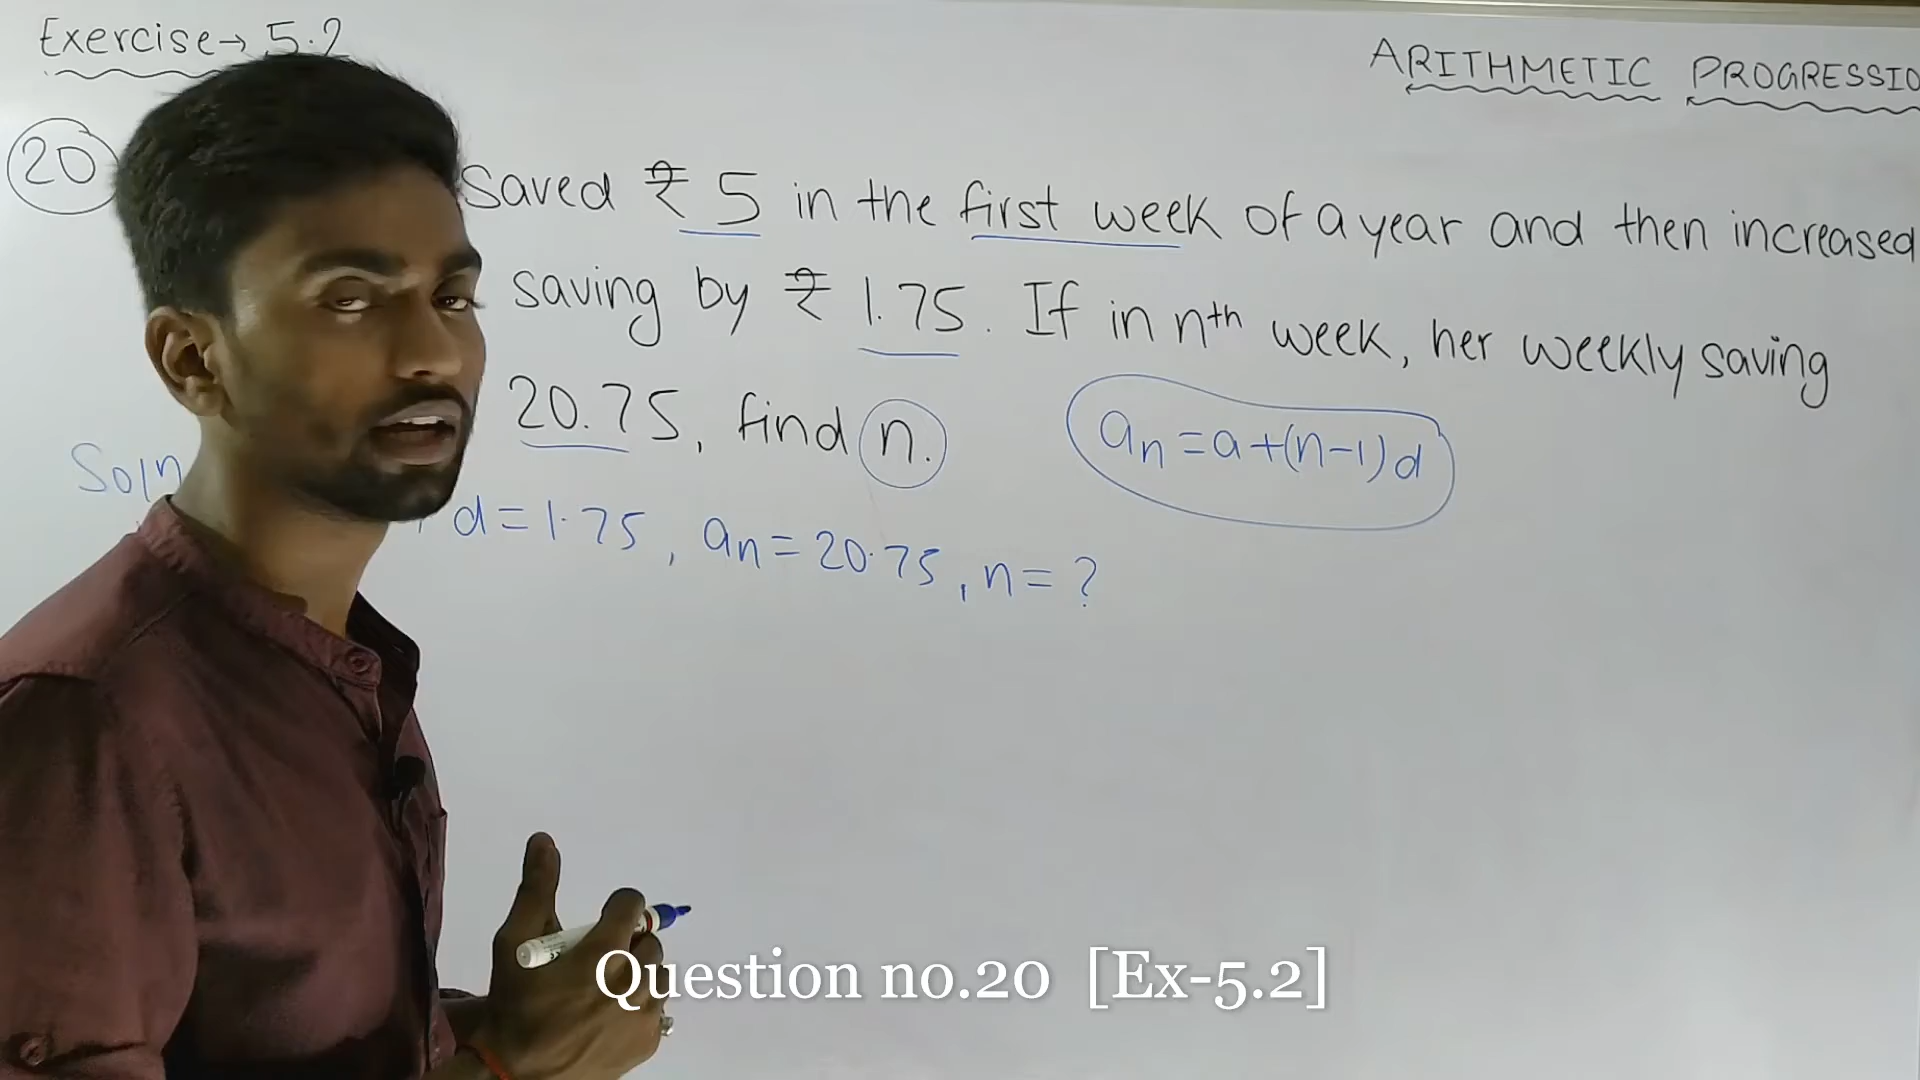 Exercise→ 5.2
ARITHMETIC PROGRESSIO
20
Saved ₹ 5 in the first week of a year and then increased
saving by ₹ 1.75. If in nth week, her weekly saving
20.75, find n.
an = a+(n-1)d
Soln
d = 1.75, an = 20.75, n = ?
Question no.20 [Ex-5.2]